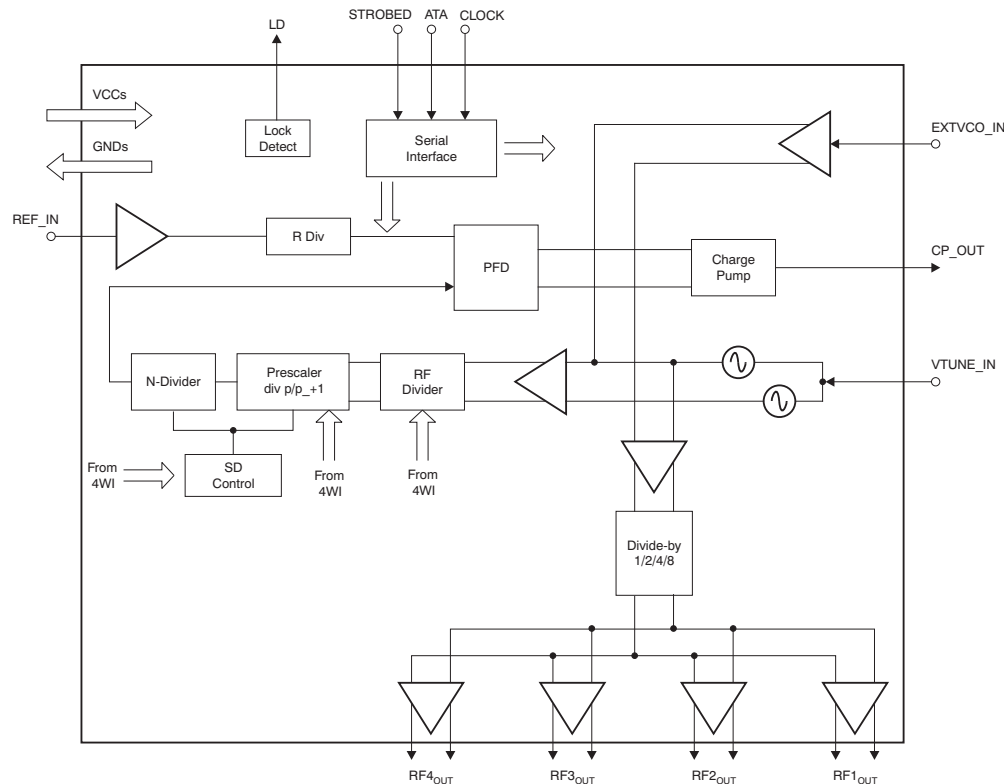 STROBED ATA CLOCK
LD
VCCs
GNDs
Lock
Detect
Serial
Interface
EXTVCO_IN
REF_IN
R Div
PFD
Charge
Pump
CP_OUT
N-Divider
Prescaler
div p/p_+1
RF
Divider
VTUNE_IN
From
4WI
SD
Control
From
4WI
From
4WI
Divide-by
1/2/4/8
RF4OUT
RF3OUT
RF2OUT
RF1OUT